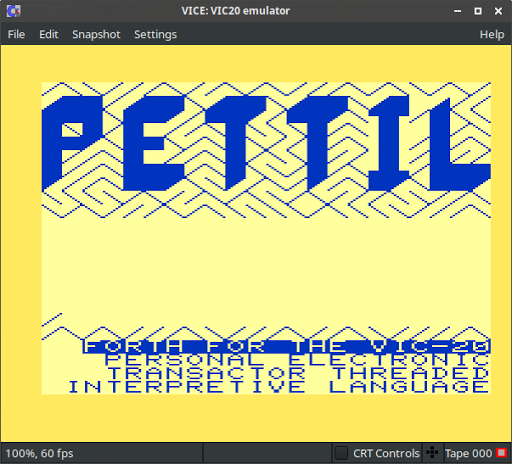 VICE: VIC20 emulator
File Edit Snapshot Settings Help
PETTIL
FORTH FOR THE VIC-20
PERSONAL ELECTRONIC
TRANSACTOR THREADED
INTERPRETIVE LANGUAGE
100%, 60 fps CRT Controls Tape 000